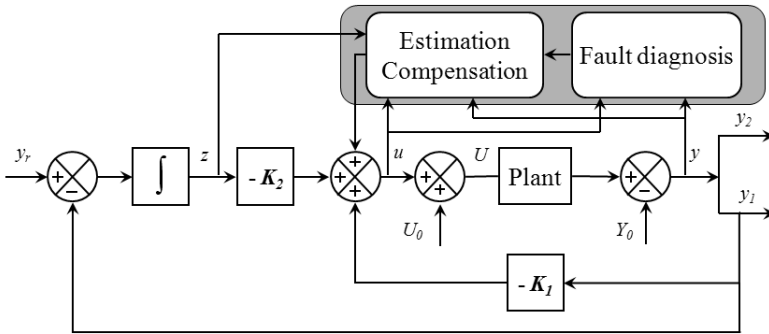 Estimation
Compensation
Fault diagnosis
y₂
yᵣ
z
u
U
y
+
−
∫
- K₂
+
+
+
+
+
Plant
+
−
y₁
U₀
Y₀
- K₁